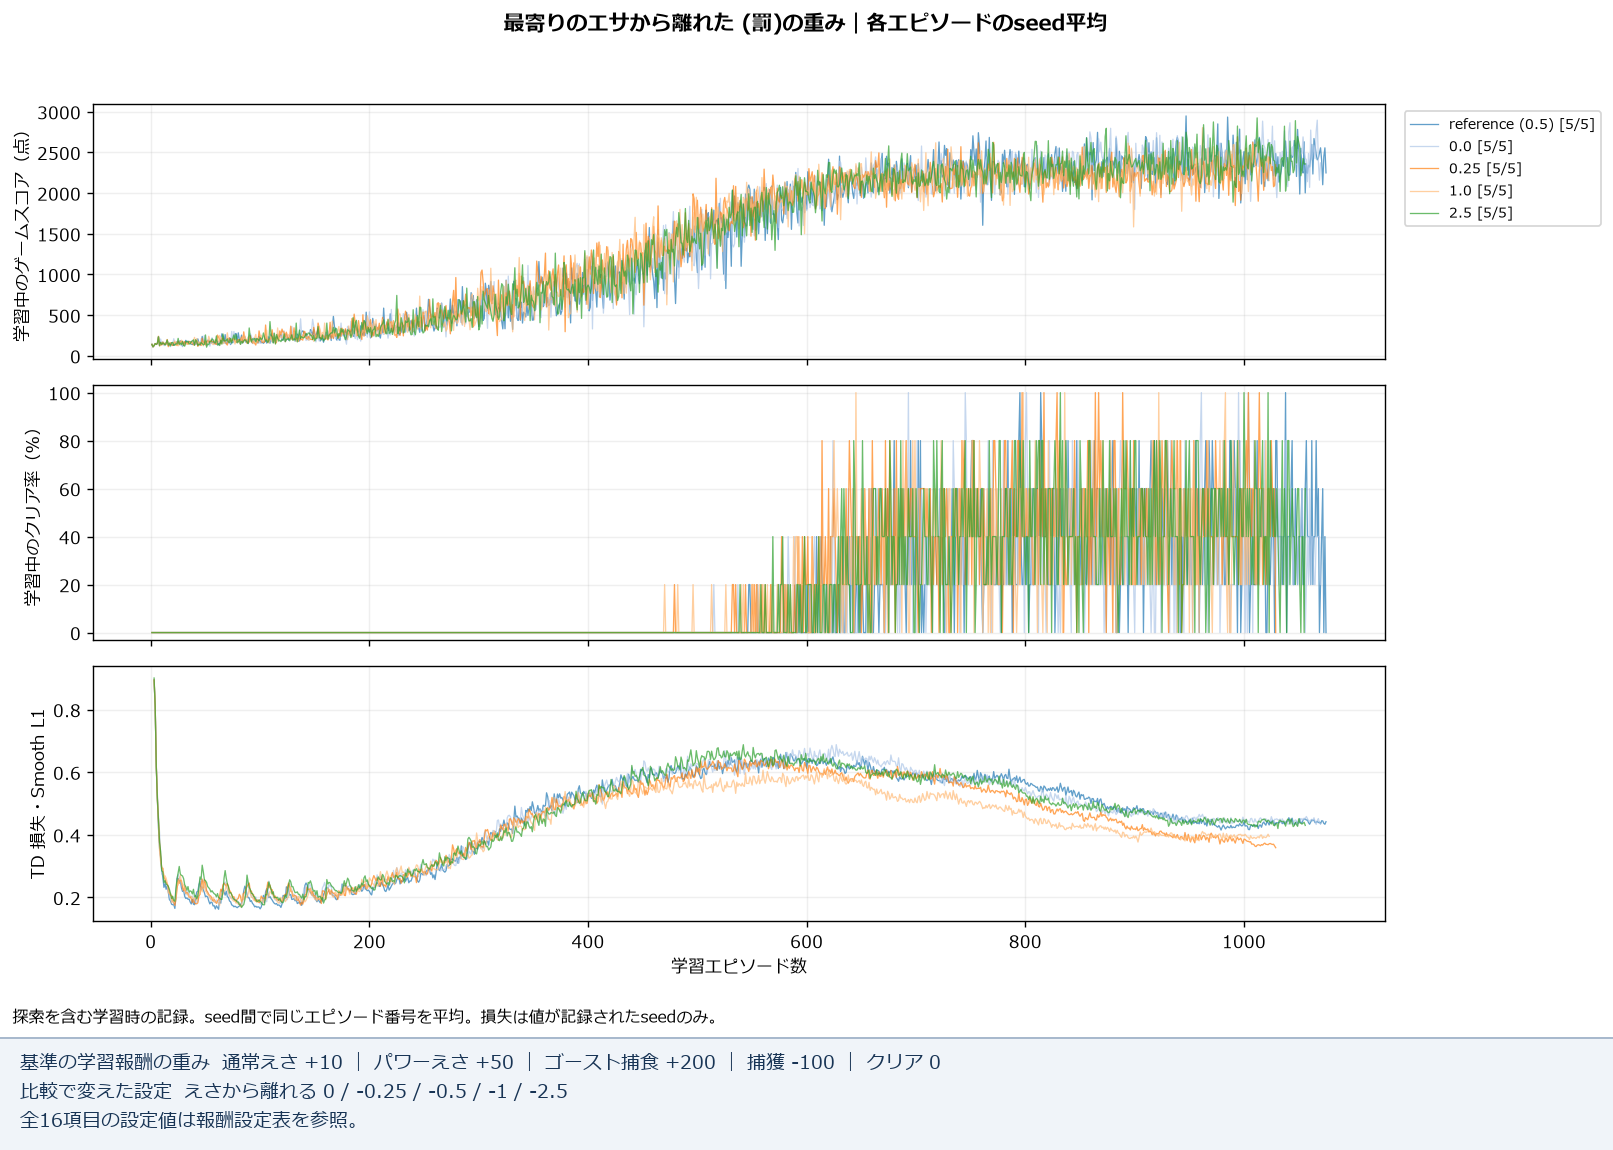 最寄りのエサから離れた (罰)の重み｜各エピソードのseed平均
学習中のゲームスコア（点）
3000
2500
2000
1500
1000
500
0
reference (0.5) [5/5]
0.0 [5/5]
0.25 [5/5]
1.0 [5/5]
2.5 [5/5]
学習中のクリア率（%）
100
80
60
40
20
0
TD 損失・Smooth L1
0.8
0.6
0.4
0.2
0
200
400
600
800
1000
学習エピソード数
探索を含む学習時の記録。seed間で同じエピソード番号を平均。損失は値が記録されたseedのみ。
基準の学習報酬の重み 通常えさ +10 ｜ パワーえさ +50 ｜ ゴースト捕食 +200 ｜ 捕獲 -100 ｜ クリア 0
比較で変えた設定 えさから離れる 0 / -0.25 / -0.5 / -1 / -2.5
全16項目の設定値は報酬設定表を参照。